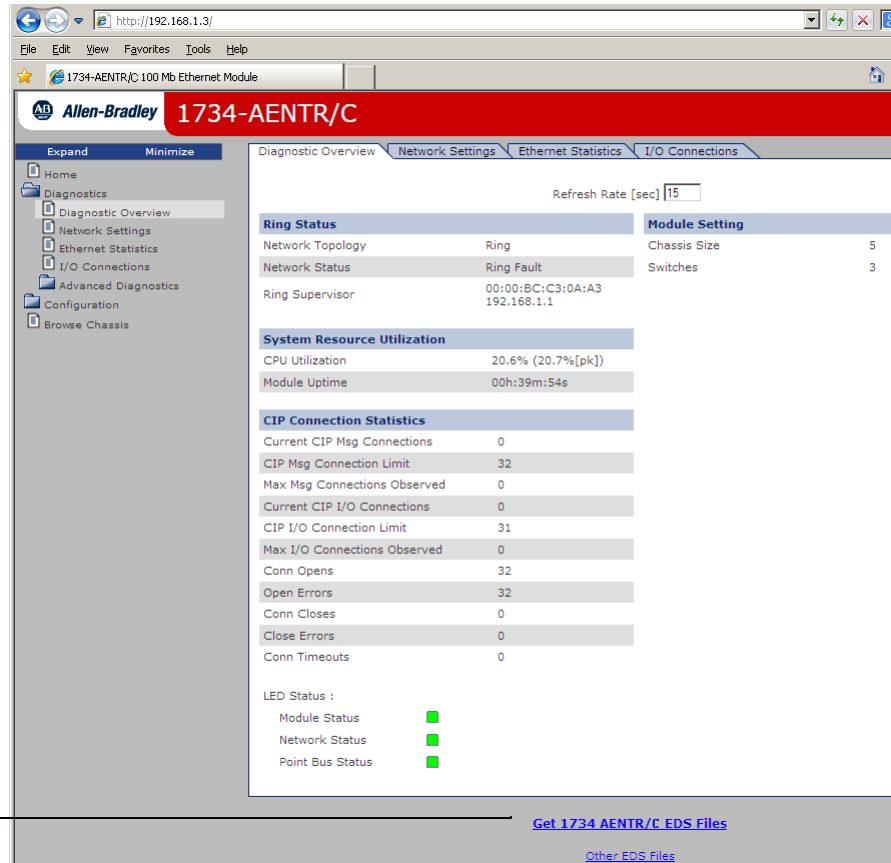 http://192.168.1.3/
File Edit View Favorites Tools Help
1734-AENTR/C 100 Mb Ethernet Module
AB Allen-Bradley 1734-AENTR/C
Expand Minimize
Home
Diagnostics
Diagnostic Overview
Network Settings
Ethernet Statistics
I/O Connections
Advanced Diagnostics
Configuration
Browse Chassis
Diagnostic Overview Network Settings Ethernet Statistics I/O Connections
Refresh Rate [sec] 15
Ring Status
Network Topology Ring
Network Status Ring Fault
Ring Supervisor 00:00:BC:C3:0A:A3
192.168.1.1
Module Setting
Chassis Size 5
Switches 3
System Resource Utilization
CPU Utilization 20.6% (20.7%[pk])
Module Uptime 00h:39m:54s
CIP Connection Statistics
Current CIP Msg Connections 0
CIP Msg Connection Limit 32
Max Msg Connections Observed 0
Current CIP I/O Connections 0
CIP I/O Connection Limit 31
Max I/O Connections Observed 0
Conn Opens 32
Open Errors 32
Conn Closes 0
Close Errors 0
Conn Timeouts 0
LED Status :
Module Status
Network Status
Point Bus Status
Get 1734 AENTR/C EDS Files
Other EDS Files